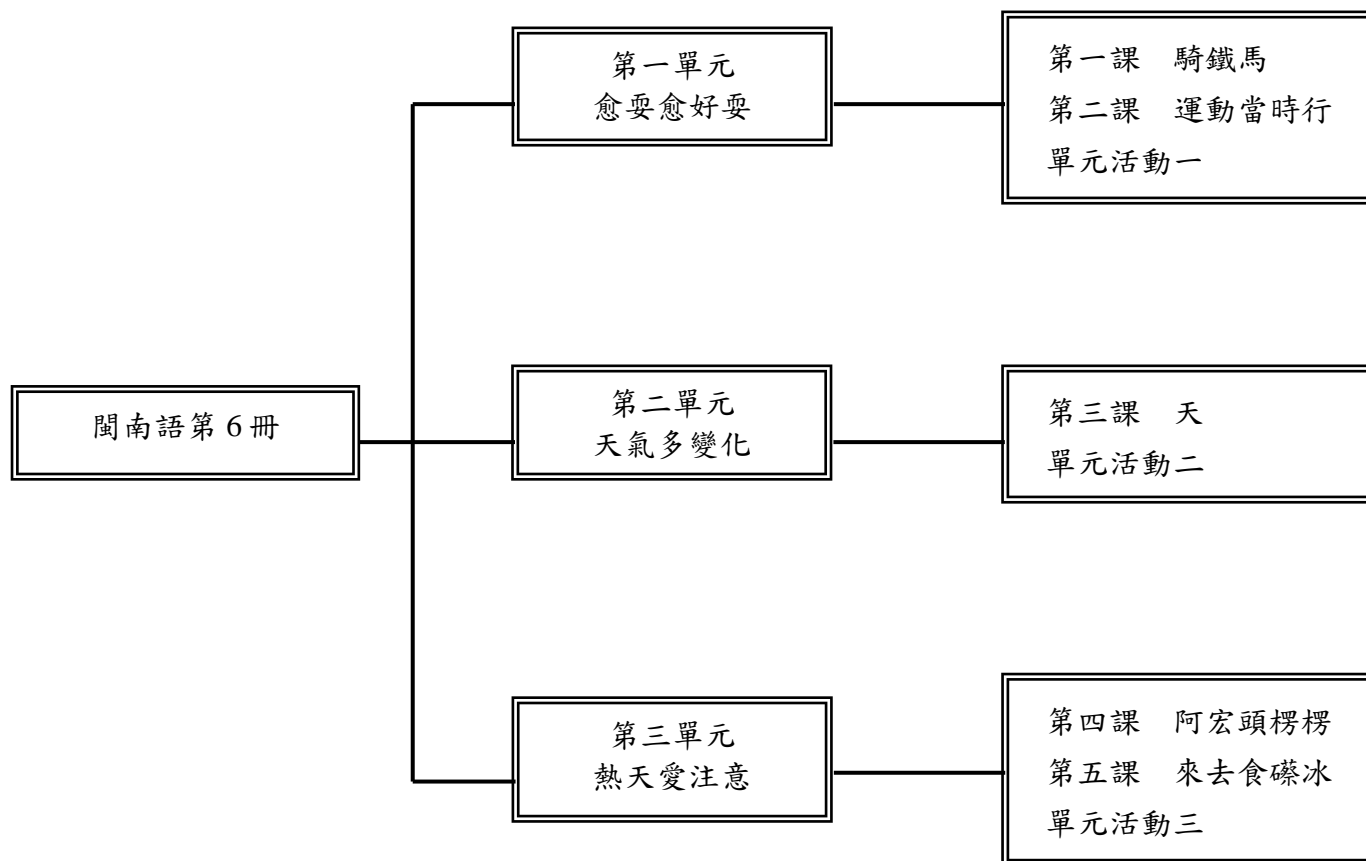 閩南語第6冊
第一單元
愈耍愈好耍
第一課　騎鐵馬
第二課　運動當時行
單元活動一
第二單元
天氣多變化
第三課　天
單元活動二
第三單元
熱天愛注意
第四課　阿宏頭楞楞
第五課　來去食礤冰
單元活動三